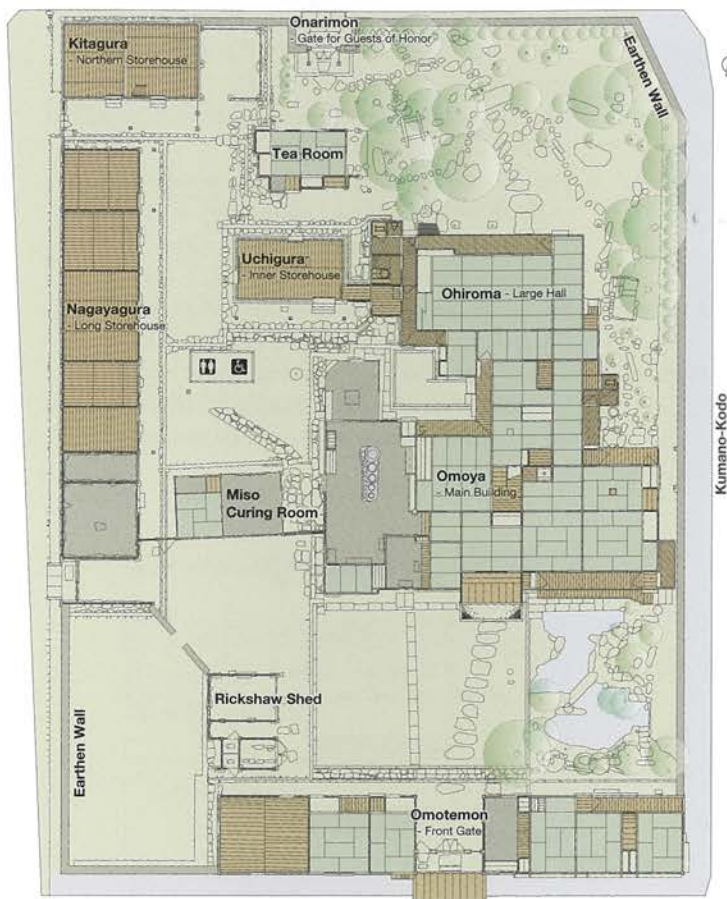 Onarimon
- Gate for Guests of Honor
Kitagura
- Northern Storehouse
Earthen Wall
Tea Room
Uchigura
- Inner Storehouse
Ohiroma - Large Hall
Nagayagura
- Long Storehouse
Kumano-Kodo
Omoya
- Main Building
Miso
Curing Room
Rickshaw Shed
Earthen Wall
Omotemon
- Front Gate